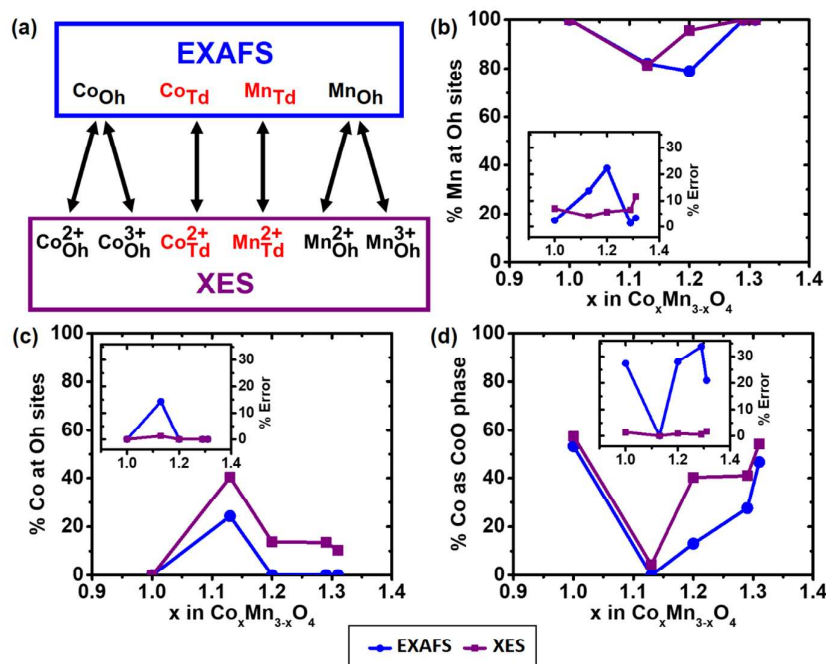 (a)
EXAFS
Co_Oh Co_Td Mn_Td Mn_Oh
Co^2+_Oh Co^3+_Oh Co^2+_Td Mn^2+_Td Mn^2+_Oh Mn^3+_Oh
XES
(b)
% Mn at Oh sites
100
80
60
40
20
0
0.9 1.0 1.1 1.2 1.3 1.4
x in Co_xMn_3-xO_4
30
20
10
0
% Error
1.0 1.2 1.4
(c)
% Co at Oh sites
100
80
60
40
20
0
0.9 1.0 1.1 1.2 1.3 1.4
x in Co_xMn_3-xO_4
30
20
10
0
% Error
1.0 1.2 1.4
(d)
% Co as CoO phase
100
80
60
40
20
0
0.9 1.0 1.1 1.2 1.3 1.4
x in Co_xMn_3-xO_4
30
20
10
0
% Error
1.0 1.2 1.4
EXAFS XES